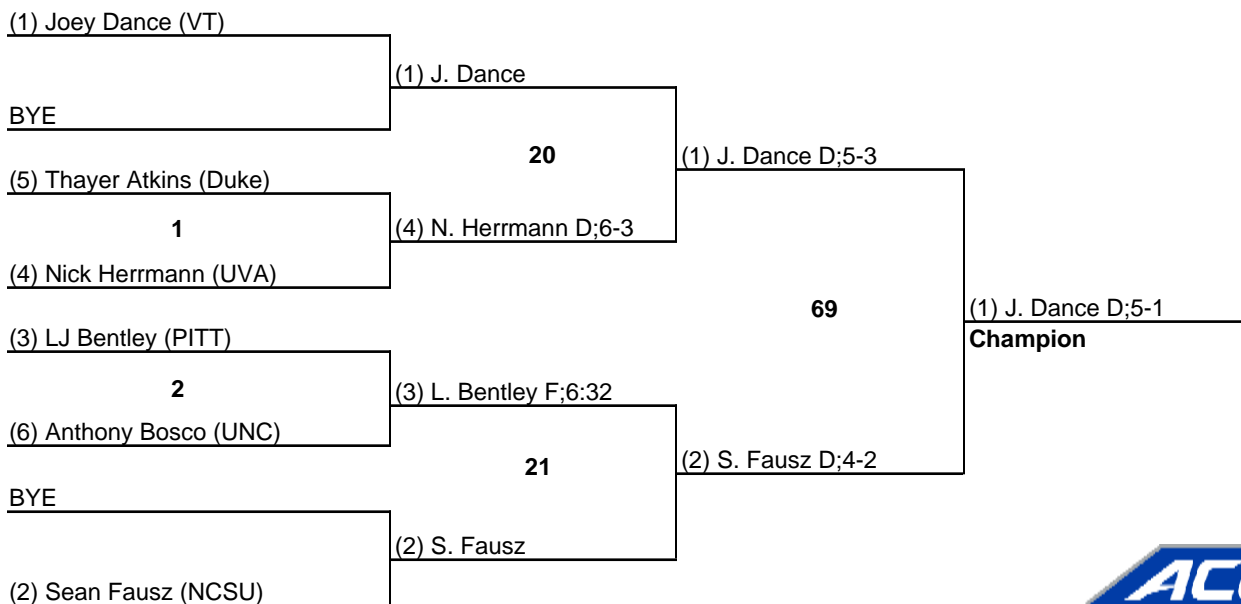 (1) Joey Dance (VT)
(1) J. Dance
BYE
20
(1) J. Dance D;5-3
(5) Thayer Atkins (Duke)
1
(4) N. Herrmann D;6-3
(4) Nick Herrmann (UVA)
69
(1) J. Dance D;5-1
Champion
(3) LJ Bentley (PITT)
2
(3) L. Bentley F;6:32
(6) Anthony Bosco (UNC)
21
(2) S. Fausz D;4-2
BYE
(2) S. Fausz
(2) Sean Fausz (NCSU)
ACC